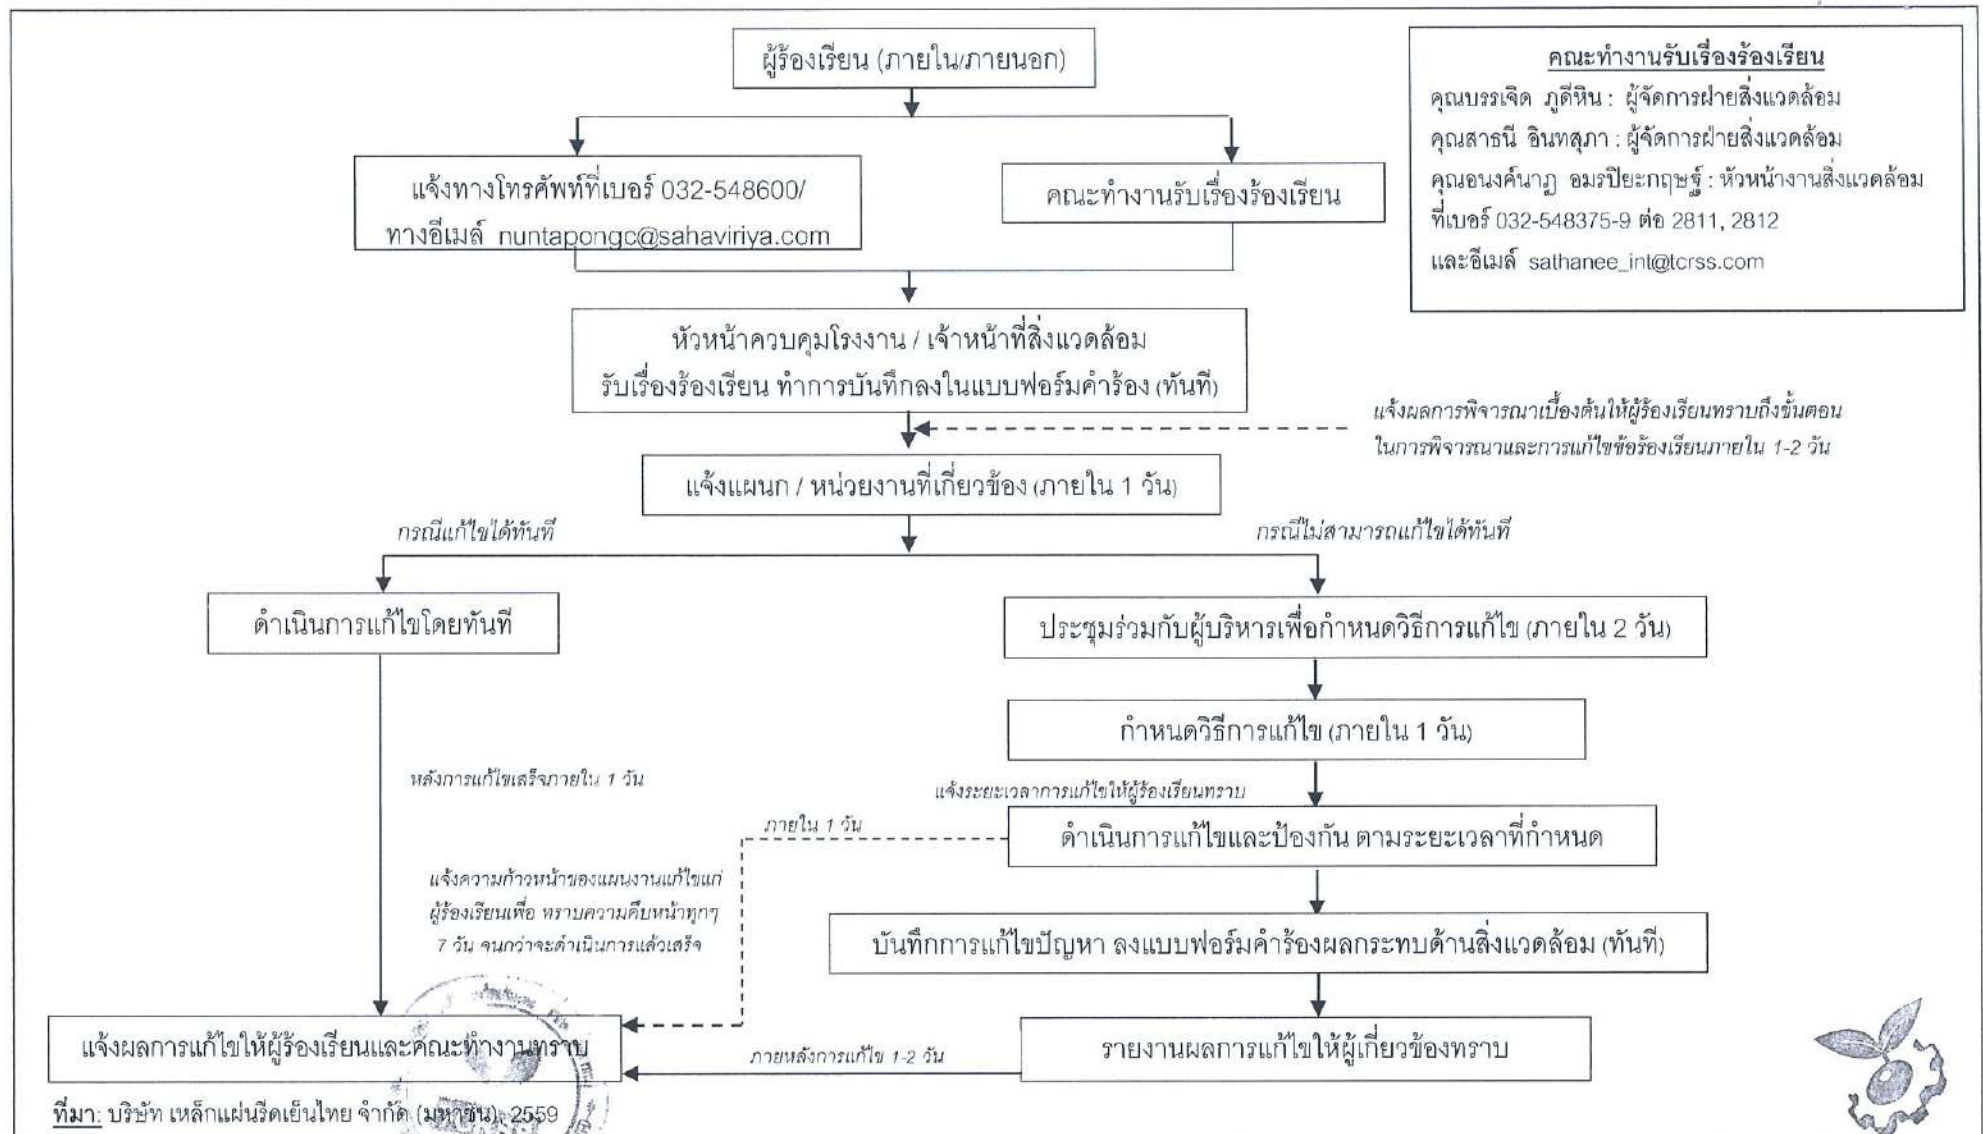 ผู้ร้องเรียน (ภายใน/ภายนอก)
คณะทำงานรับเรื่องร้องเรียน
คุณบรรเจิด ภูดีหิน : ผู้จัดการฝ่ายสิ่งแวดล้อม
คุณสาธนี อินทสุภา : ผู้จัดการฝ่ายสิ่งแวดล้อม
คุณอนงค์นาฏ อมรปิยะกฤษฐ์ : หัวหน้างานสิ่งแวดล้อม
ที่เบอร์ 032-548375-9 ต่อ 2811, 2812
และอีเมล์ sathanee_int@tcrss.com
แจ้งทางโทรศัพท์ที่เบอร์ 032-548600/
ทางอีเมล์ nuntapongc@sahaviriya.com
คณะทำงานรับเรื่องร้องเรียน
หัวหน้าควบคุมโรงงาน / เจ้าหน้าที่สิ่งแวดล้อม
รับเรื่องร้องเรียน ทำการบันทึกลงในแบบฟอร์มคำร้อง (ทันที)
แจ้งผลการพิจารณาเบื้องต้นให้ผู้ร้องเรียนทราบถึงขั้นตอน
ในการพิจารณาและการแก้ไขข้อร้องเรียนภายใน 1-2 วัน
แจ้งแผนก / หน่วยงานที่เกี่ยวข้อง (ภายใน 1 วัน)
กรณีแก้ไขได้ทันที
กรณีไม่สามารถแก้ไขได้ทันที
ดำเนินการแก้ไขโดยทันที
ประชุมร่วมกับผู้บริหารเพื่อกำหนดวิธีการแก้ไข (ภายใน 2 วัน)
กำหนดวิธีการแก้ไข (ภายใน 1 วัน)
หลังการแก้ไขเสร็จภายใน 1 วัน
แจ้งระยะเวลาการแก้ไขให้ผู้ร้องเรียนทราบ
ภายใน 1 วัน
ดำเนินการแก้ไขและป้องกัน ตามระยะเวลาที่กำหนด
แจ้งความก้าวหน้าของแผนงานแก้ไขแก่
ผู้ร้องเรียนเพื่อ ทราบความคืบหน้าทุกๆ
7 วัน จนกว่าจะดำเนินการแล้วเสร็จ
บันทึกการแก้ไขปัญหา ลงแบบฟอร์มคำร้องผลกระทบด้านสิ่งแวดล้อม (ทันที)
แจ้งผลการแก้ไขให้ผู้ร้องเรียนและคณะทำงานทราบ
ภายหลังการแก้ไข 1-2 วัน
รายงานผลการแก้ไขให้ผู้เกี่ยวข้องทราบ
ที่มา: บริษัท เหล็กแผ่นรีดเย็นไทย จำกัด (มหาชน), 2559